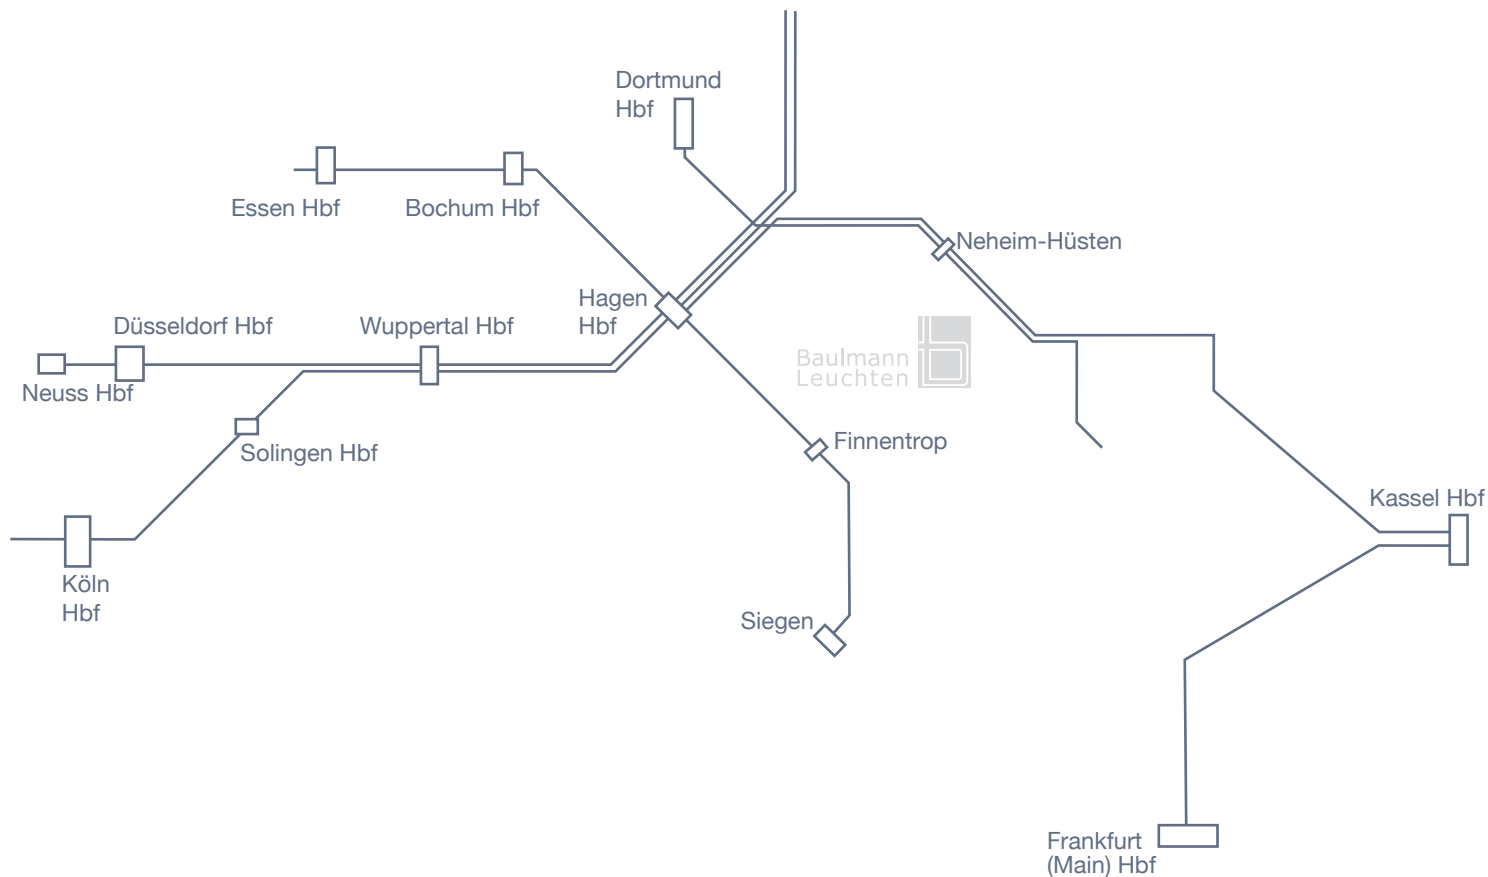 Dortmund
Hbf
Essen Hbf
Bochum Hbf
Neheim-Hüsten
Hagen
Hbf
Düsseldorf Hbf
Wuppertal Hbf
Baulmann
Leuchten
Neuss Hbf
Solingen Hbf
Finnentrop
Kassel Hbf
Köln
Hbf
Siegen
Frankfurt
(Main) Hbf